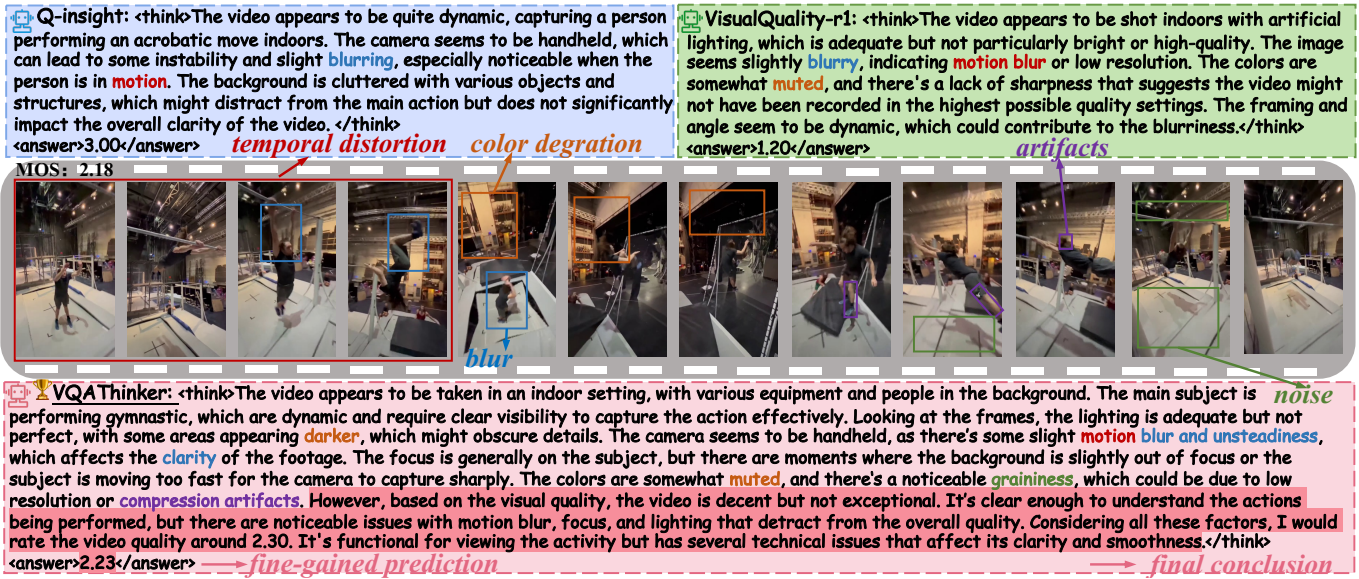 Q-insight: <think>The video appears to be quite dynamic, capturing a person
performing an acrobatic move indoors. The camera seems to be handheld, which
can lead to some instability and slight blurring, especially noticeable when the
person is in motion. The background is cluttered with various objects and
structures, which might distract from the main action but does not significantly
impact the overall clarity of the video. </think>
<answer>3.00</answer>
VisualQuality-r1: <think>The video appears to be shot indoors with artificial
lighting, which is adequate but not particularly bright or high-quality. The image
seems slightly blurry, indicating motion blur or low resolution. The colors are
somewhat muted, and there's a lack of sharpness that suggests the video might
not have been recorded in the highest possible quality settings. The framing and
angle seem to be dynamic, which could contribute to the blurriness.</think>
<answer>1.20</answer>
temporal distortion
color degration
artifacts
MOS: 2.18
blur
noise
VQAThinker: <think>The video appears to be taken in an indoor setting, with various equipment and people in the background. The main subject is
performing gymnastic, which are dynamic and require clear visibility to capture the action effectively. Looking at the frames, the lighting is adequate but not
perfect, with some areas appearing darker, which might obscure details. The camera seems to be handheld, as there's some slight motion blur and unsteadiness,
which affects the clarity of the footage. The focus is generally on the subject, but there are moments where the background is slightly out of focus or the
subject is moving too fast for the camera to capture sharply. The colors are somewhat muted, and there's a noticeable graininess, which could be due to low
resolution or compression artifacts. However, based on the visual quality, the video is decent but not exceptional. It's clear enough to understand the actions
being performed, but there are noticeable issues with motion blur, focus, and lighting that detract from the overall quality. Considering all these factors, I would
rate the video quality around 2.30. It's functional for viewing the activity but has several technical issues that affect its clarity and smoothness.</think>
<answer>2.23</answer>
fine-gained prediction
final conclusion